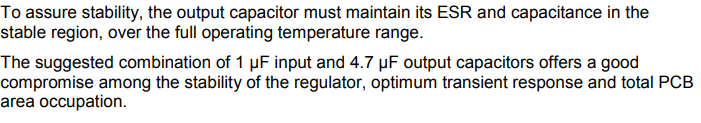 To assure stability, the output capacitor must maintain its ESR and capacitance in the
stable region, over the full operating temperature range.
The suggested combination of 1 µF input and 4.7 µF output capacitors offers a good
compromise among the stability of the regulator, optimum transient response and total PCB
area occupation.